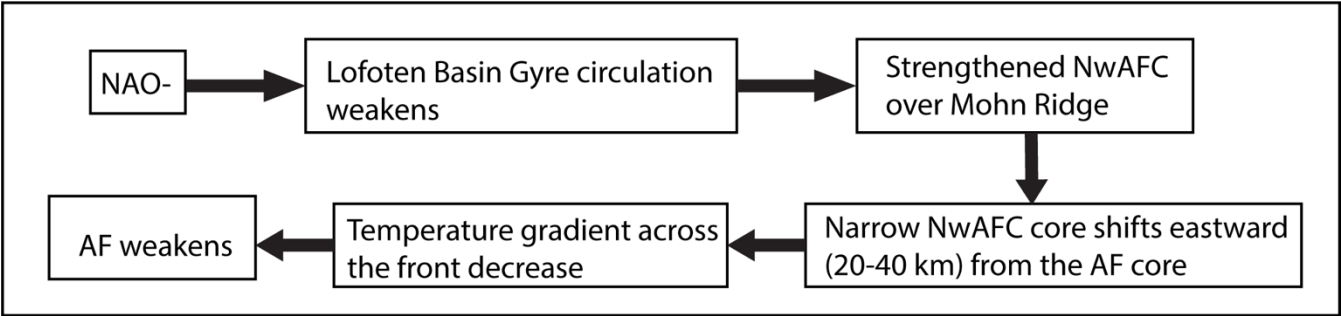 NAO-
Lofoten Basin Gyre circulation
weakens
Strengthened NwAFC
over Mohn Ridge
Narrow NwAFC core shifts eastward
(20-40 km) from the AF core
Temperature gradient across
the front decrease
AF weakens